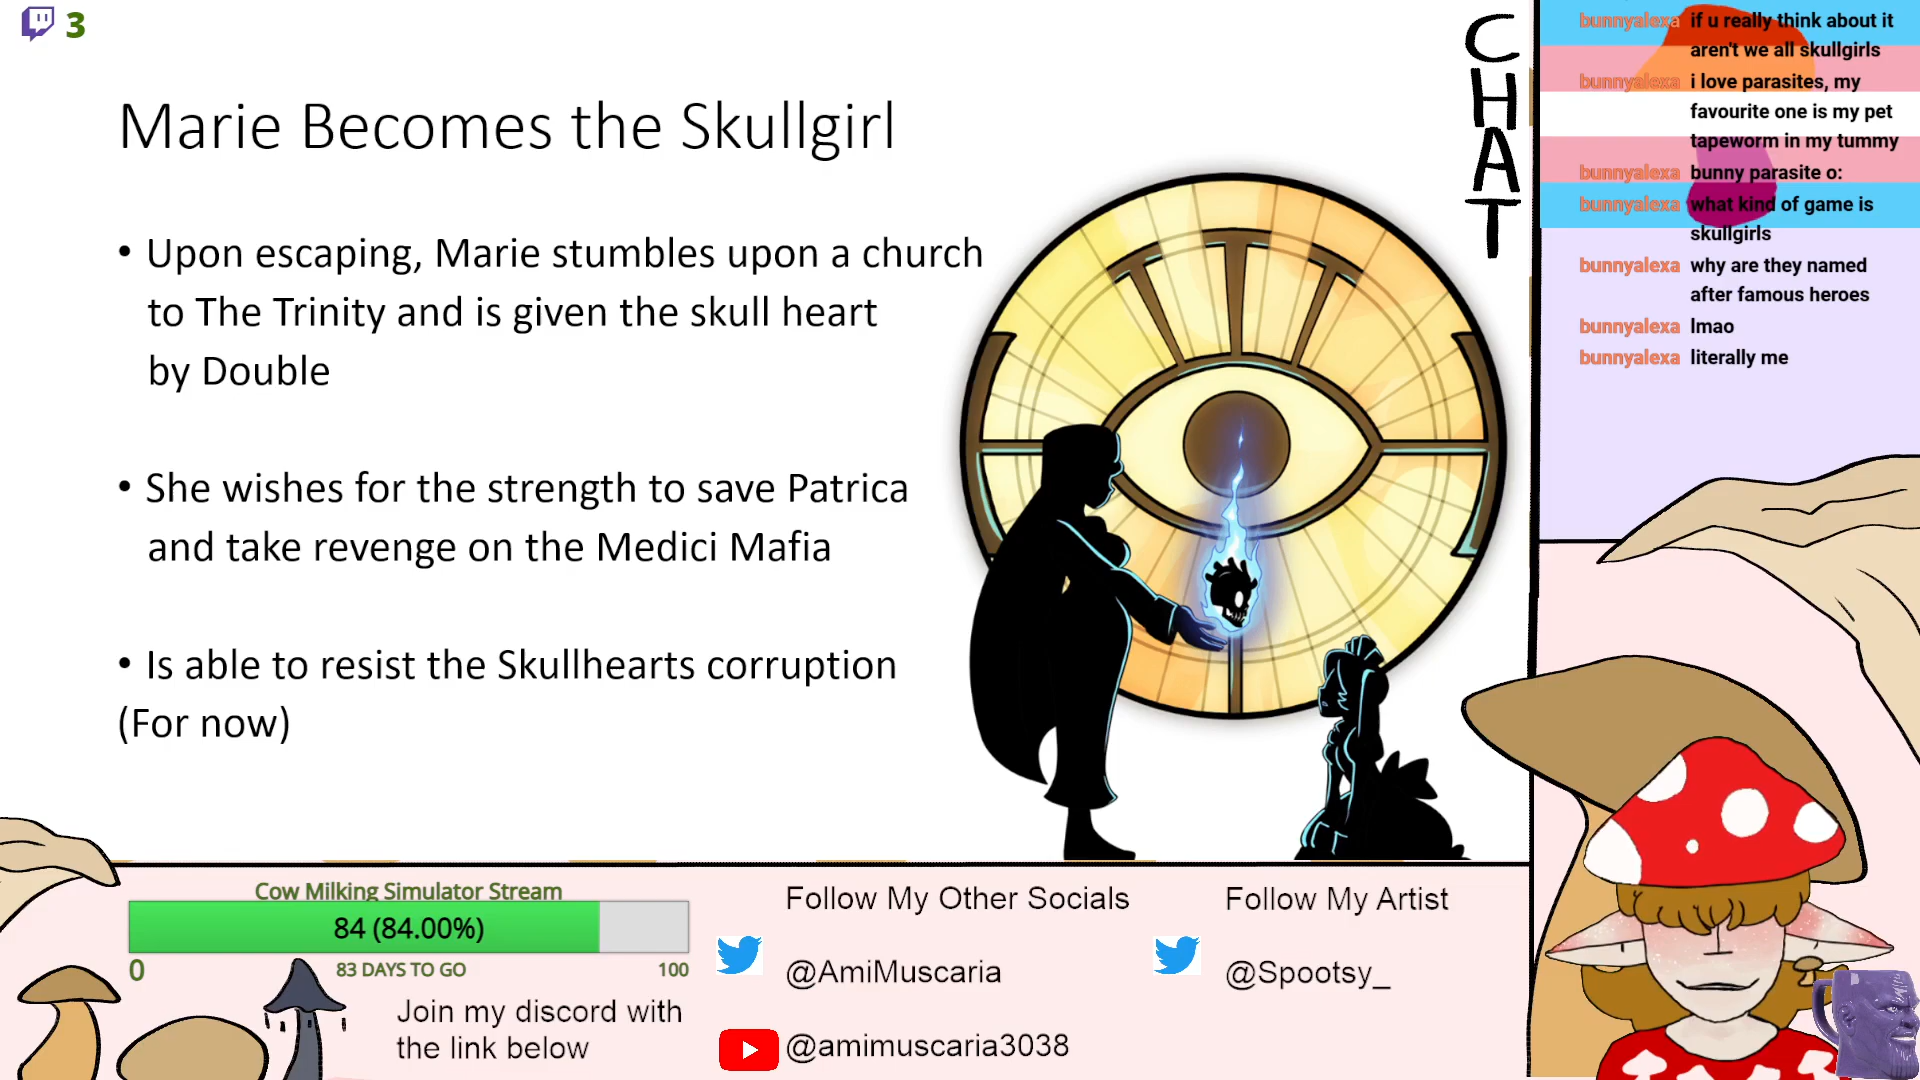 3
Marie Becomes the Skullgirl
• Upon escaping, Marie stumbles upon a church
to The Trinity and is given the skull heart
by Double
• She wishes for the strength to save Patrica
and take revenge on the Medici Mafia
• Is able to resist the Skullhearts corruption
(For now)
CHAT
bunnyalexa if u really think about it
aren't we all skullgirls
bunnyalexa i love parasites, my
favourite one is my pet
tapeworm in my tummy
bunnyalexa bunny parasite o:
bunnyalexa what kind of game is
skullgirls
bunnyalexa why are they named
after famous heroes
bunnyalexa lmao
bunnyalexa literally me
Cow Milking Simulator Stream
84 (84.00%)
0 83 DAYS TO GO 100
Join my discord with
the link below
Follow My Other Socials
@AmiMuscaria
@amimuscaria3038
Follow My Artist
@Spootsy_